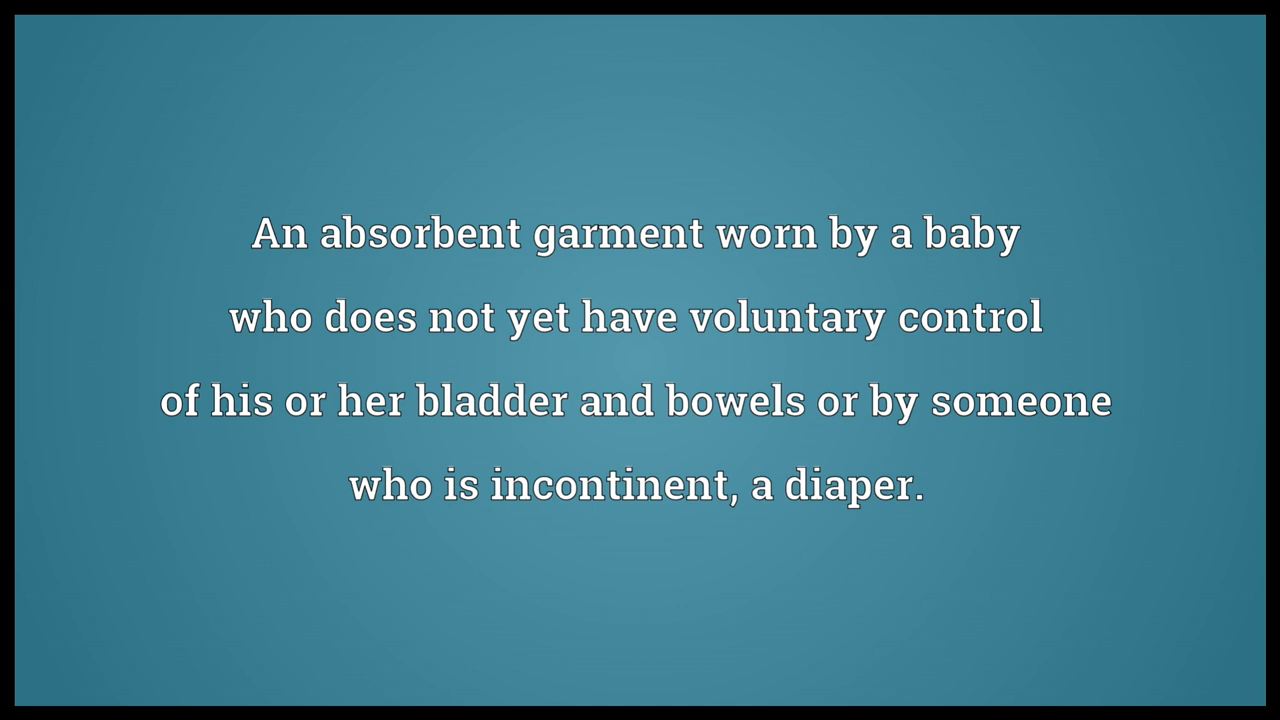 An absorbent garment worn by a baby
who does not yet have voluntary control
of his or her bladder and bowels or by someone
who is incontinent, a diaper.